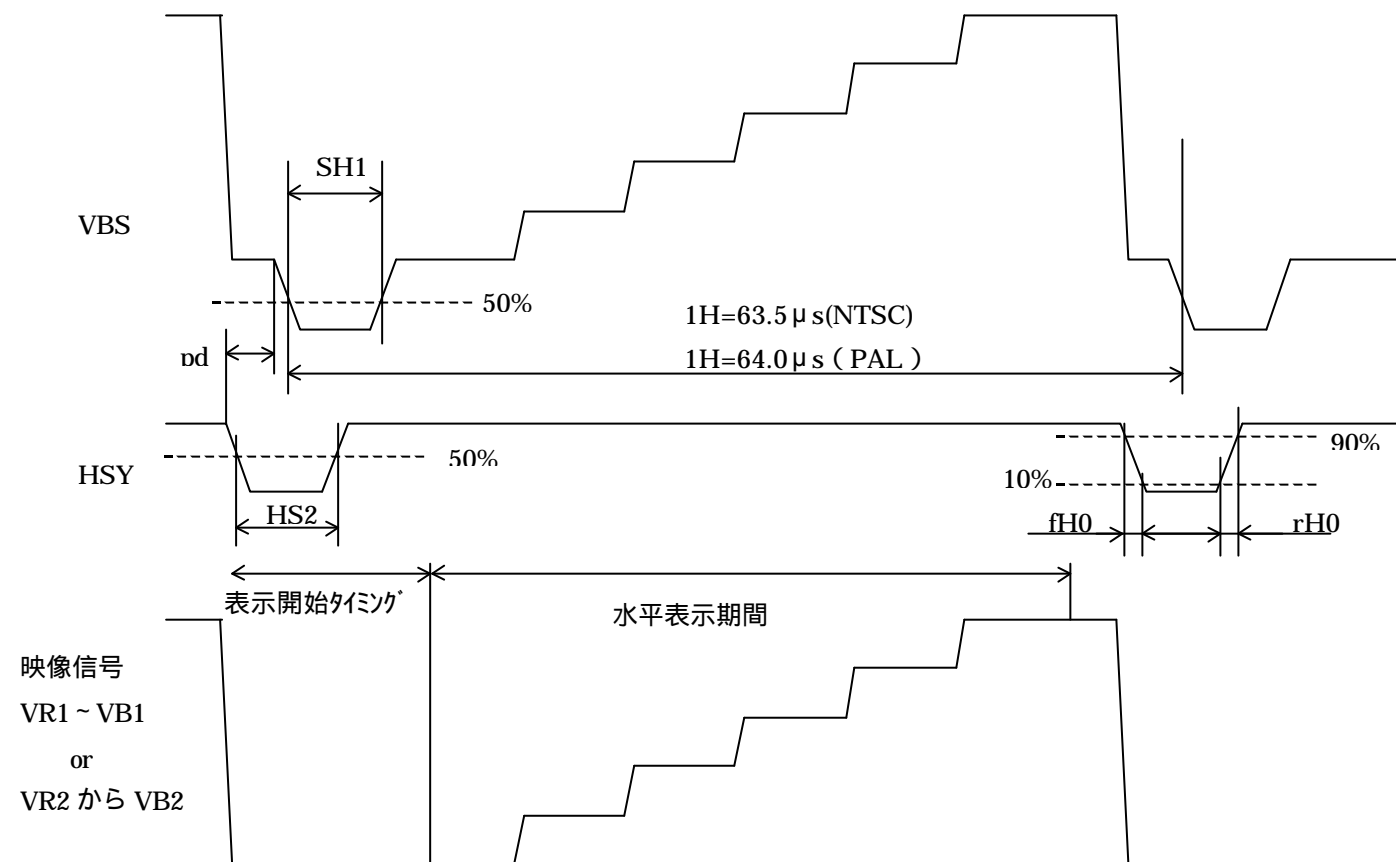 SH1
VBS
50%
1H=63.5μs(NTSC)
pd
1H=64.0μs（PAL）
HSY
50%
90%
10%
HS2
fH0
rH0
表示開始ﾀｲﾐﾝｸﾞ
水平表示期間
映像信号
VR1~VB1
or
VR2 から VB2